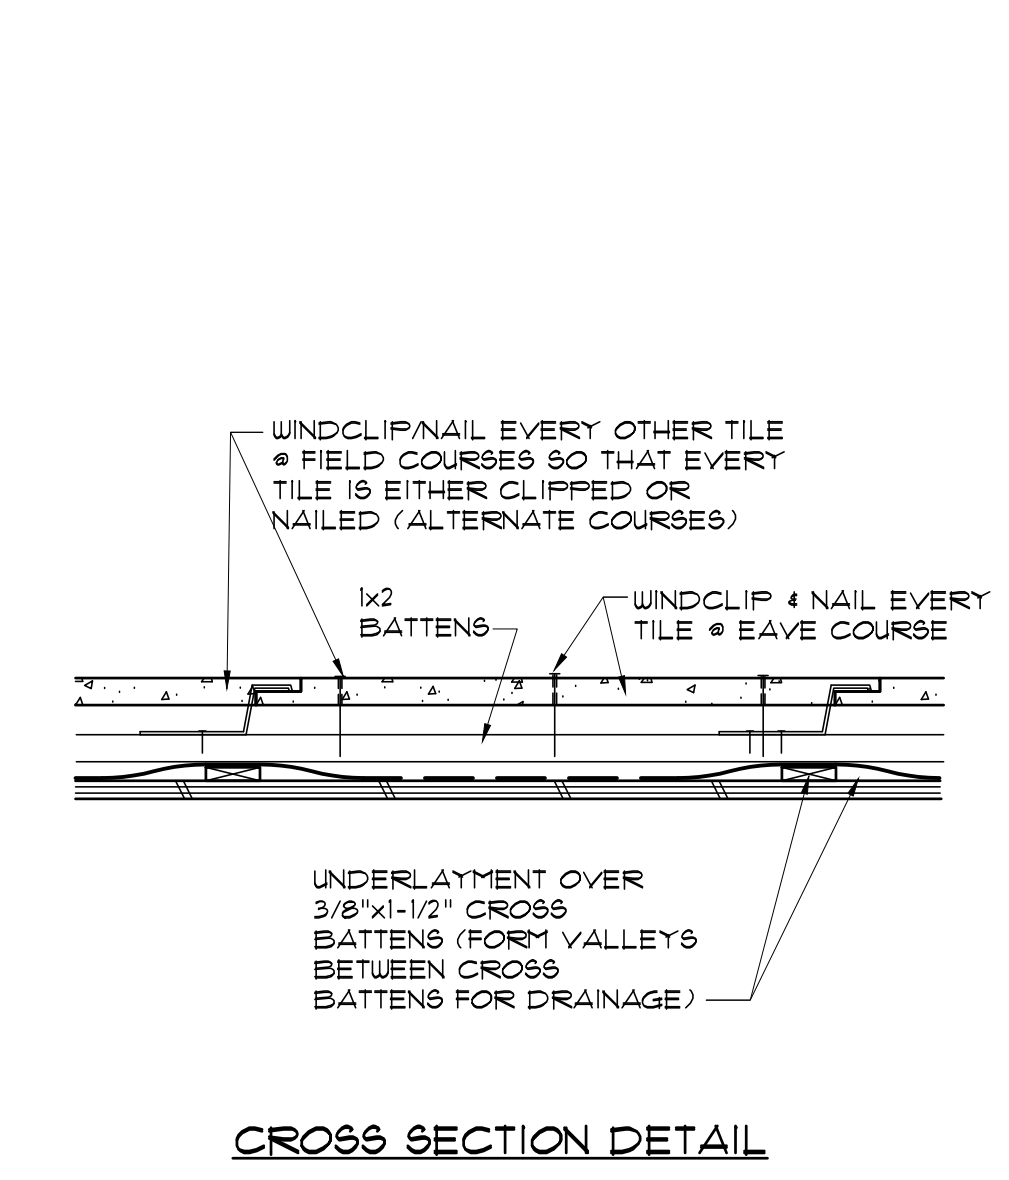 WINDCLIP/NAIL EVERY OTHER TILE
@ FIELD COURSES SO THAT EVERY
TILE IS EITHER CLIPPED OR
NAILED (ALTERNATE COURSES)
1x2
BATTENS
WINDCLIP & NAIL EVERY
TILE @ EAVE COURSE
UNDERLAYMENT OVER
3/8"x1-1/2" CROSS
BATTENS (FORM VALLEYS
BETWEEN CROSS
BATTENS FOR DRAINAGE)
CROSS SECTION DETAIL